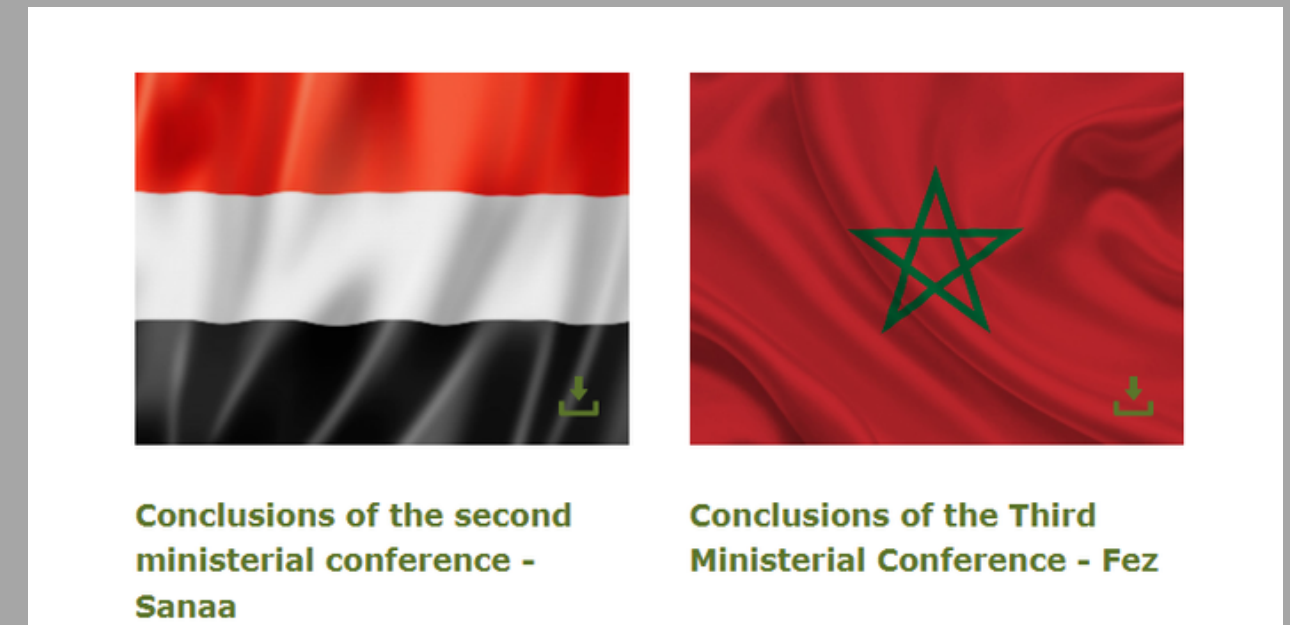 Conclusions of the second
ministerial conference -
Sanaa
Conclusions of the Third
Ministerial Conference - Fez